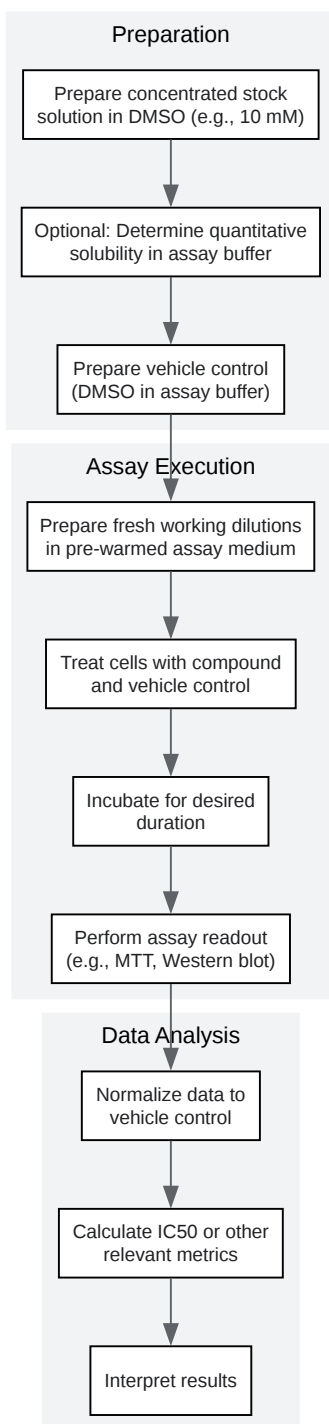 Preparation
Prepare concentrated stock
solution in DMSO (e.g., 10 mM)
Optional: Determine quantitative
solubility in assay buffer
Prepare vehicle control
(DMSO in assay buffer)
Assay Execution
Prepare fresh working dilutions
in pre-warmed assay medium
Treat cells with compound
and vehicle control
Incubate for desired
duration
Perform assay readout
(e.g., MTT, Western blot)
Data Analysis
Normalize data to
vehicle control
Calculate IC50 or other
relevant metrics
Interpret results